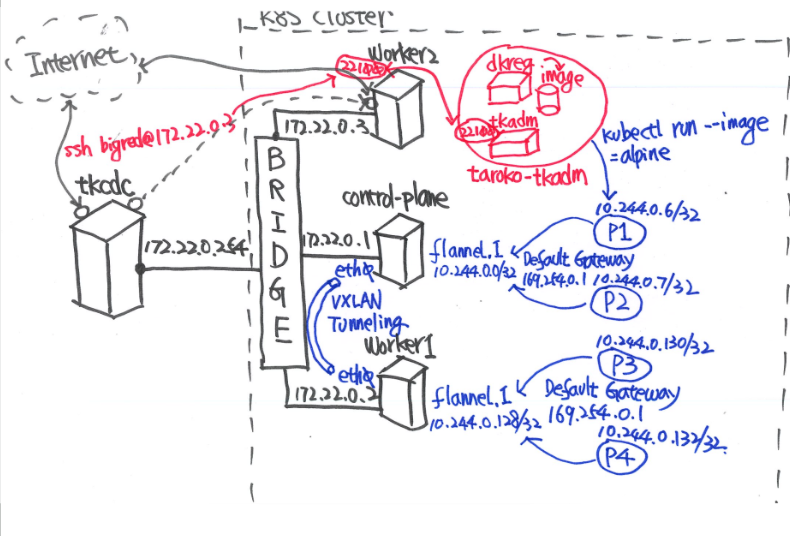 K8S Cluster
Internet
Worker2
22100
dkreg
image
ssh bigred@172.22.0.3
172.22.0.3
22100
tkadm
kubectl run --image
=alpine
taroko-tkadm
tkdc
BRIDGE
control-plane
10.244.0.6/32
P1
172.22.0.254
172.22.0.1
flannel.1
10.244.0.0/32
Default Gateway
169.254.0.1
10.244.0.7/32
P2
eth0
VXLAN
Tunneling
Worker1
eth0
172.22.0.2
10.244.0.130/32
P3
flannel.1
10.244.0.128/32
Default Gateway
169.254.0.1
10.244.0.132/32
P4